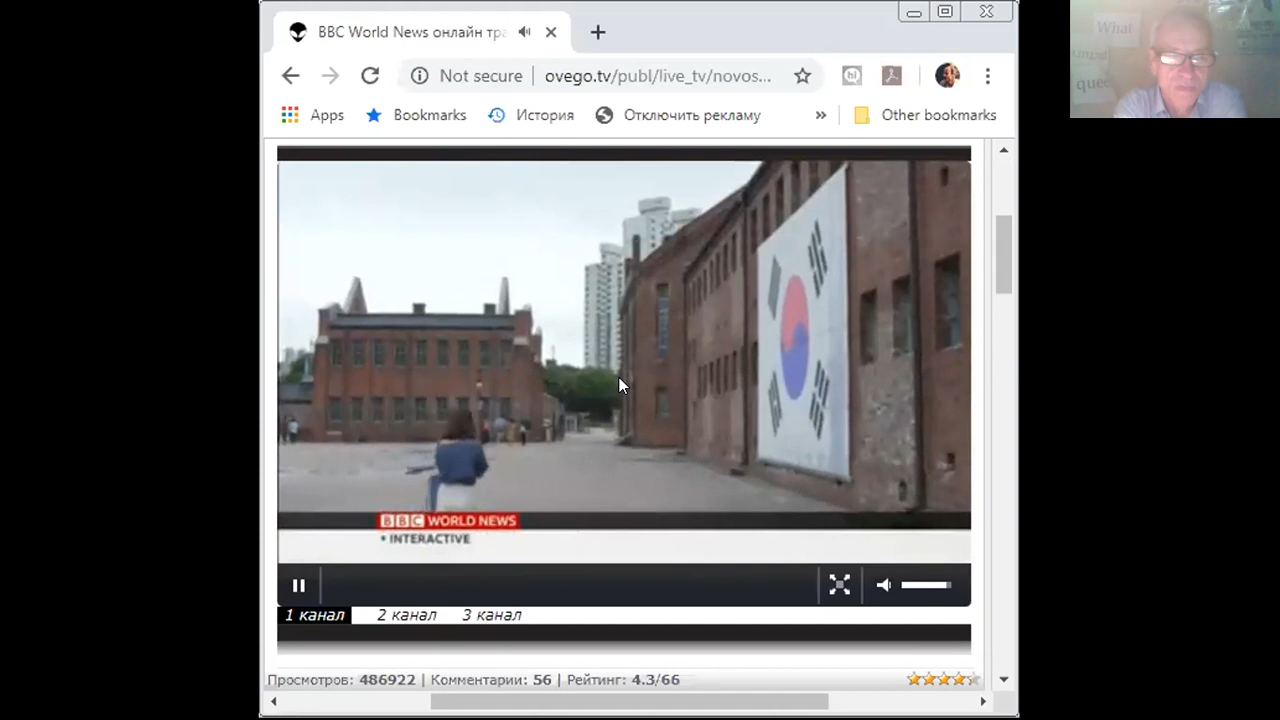 BBC World News онлайн тра
Not secure
ovego.tv/publ/live_tv/novos...
Apps
Bookmarks
История
Отключить рекламу
»
Other bookmarks
What
BBC WORLD NEWS
• INTERACTIVE
1 канал
2 канал
3 канал
Просмотров: 486922 | Комментарии: 56 | Рейтинг: 4.3/66